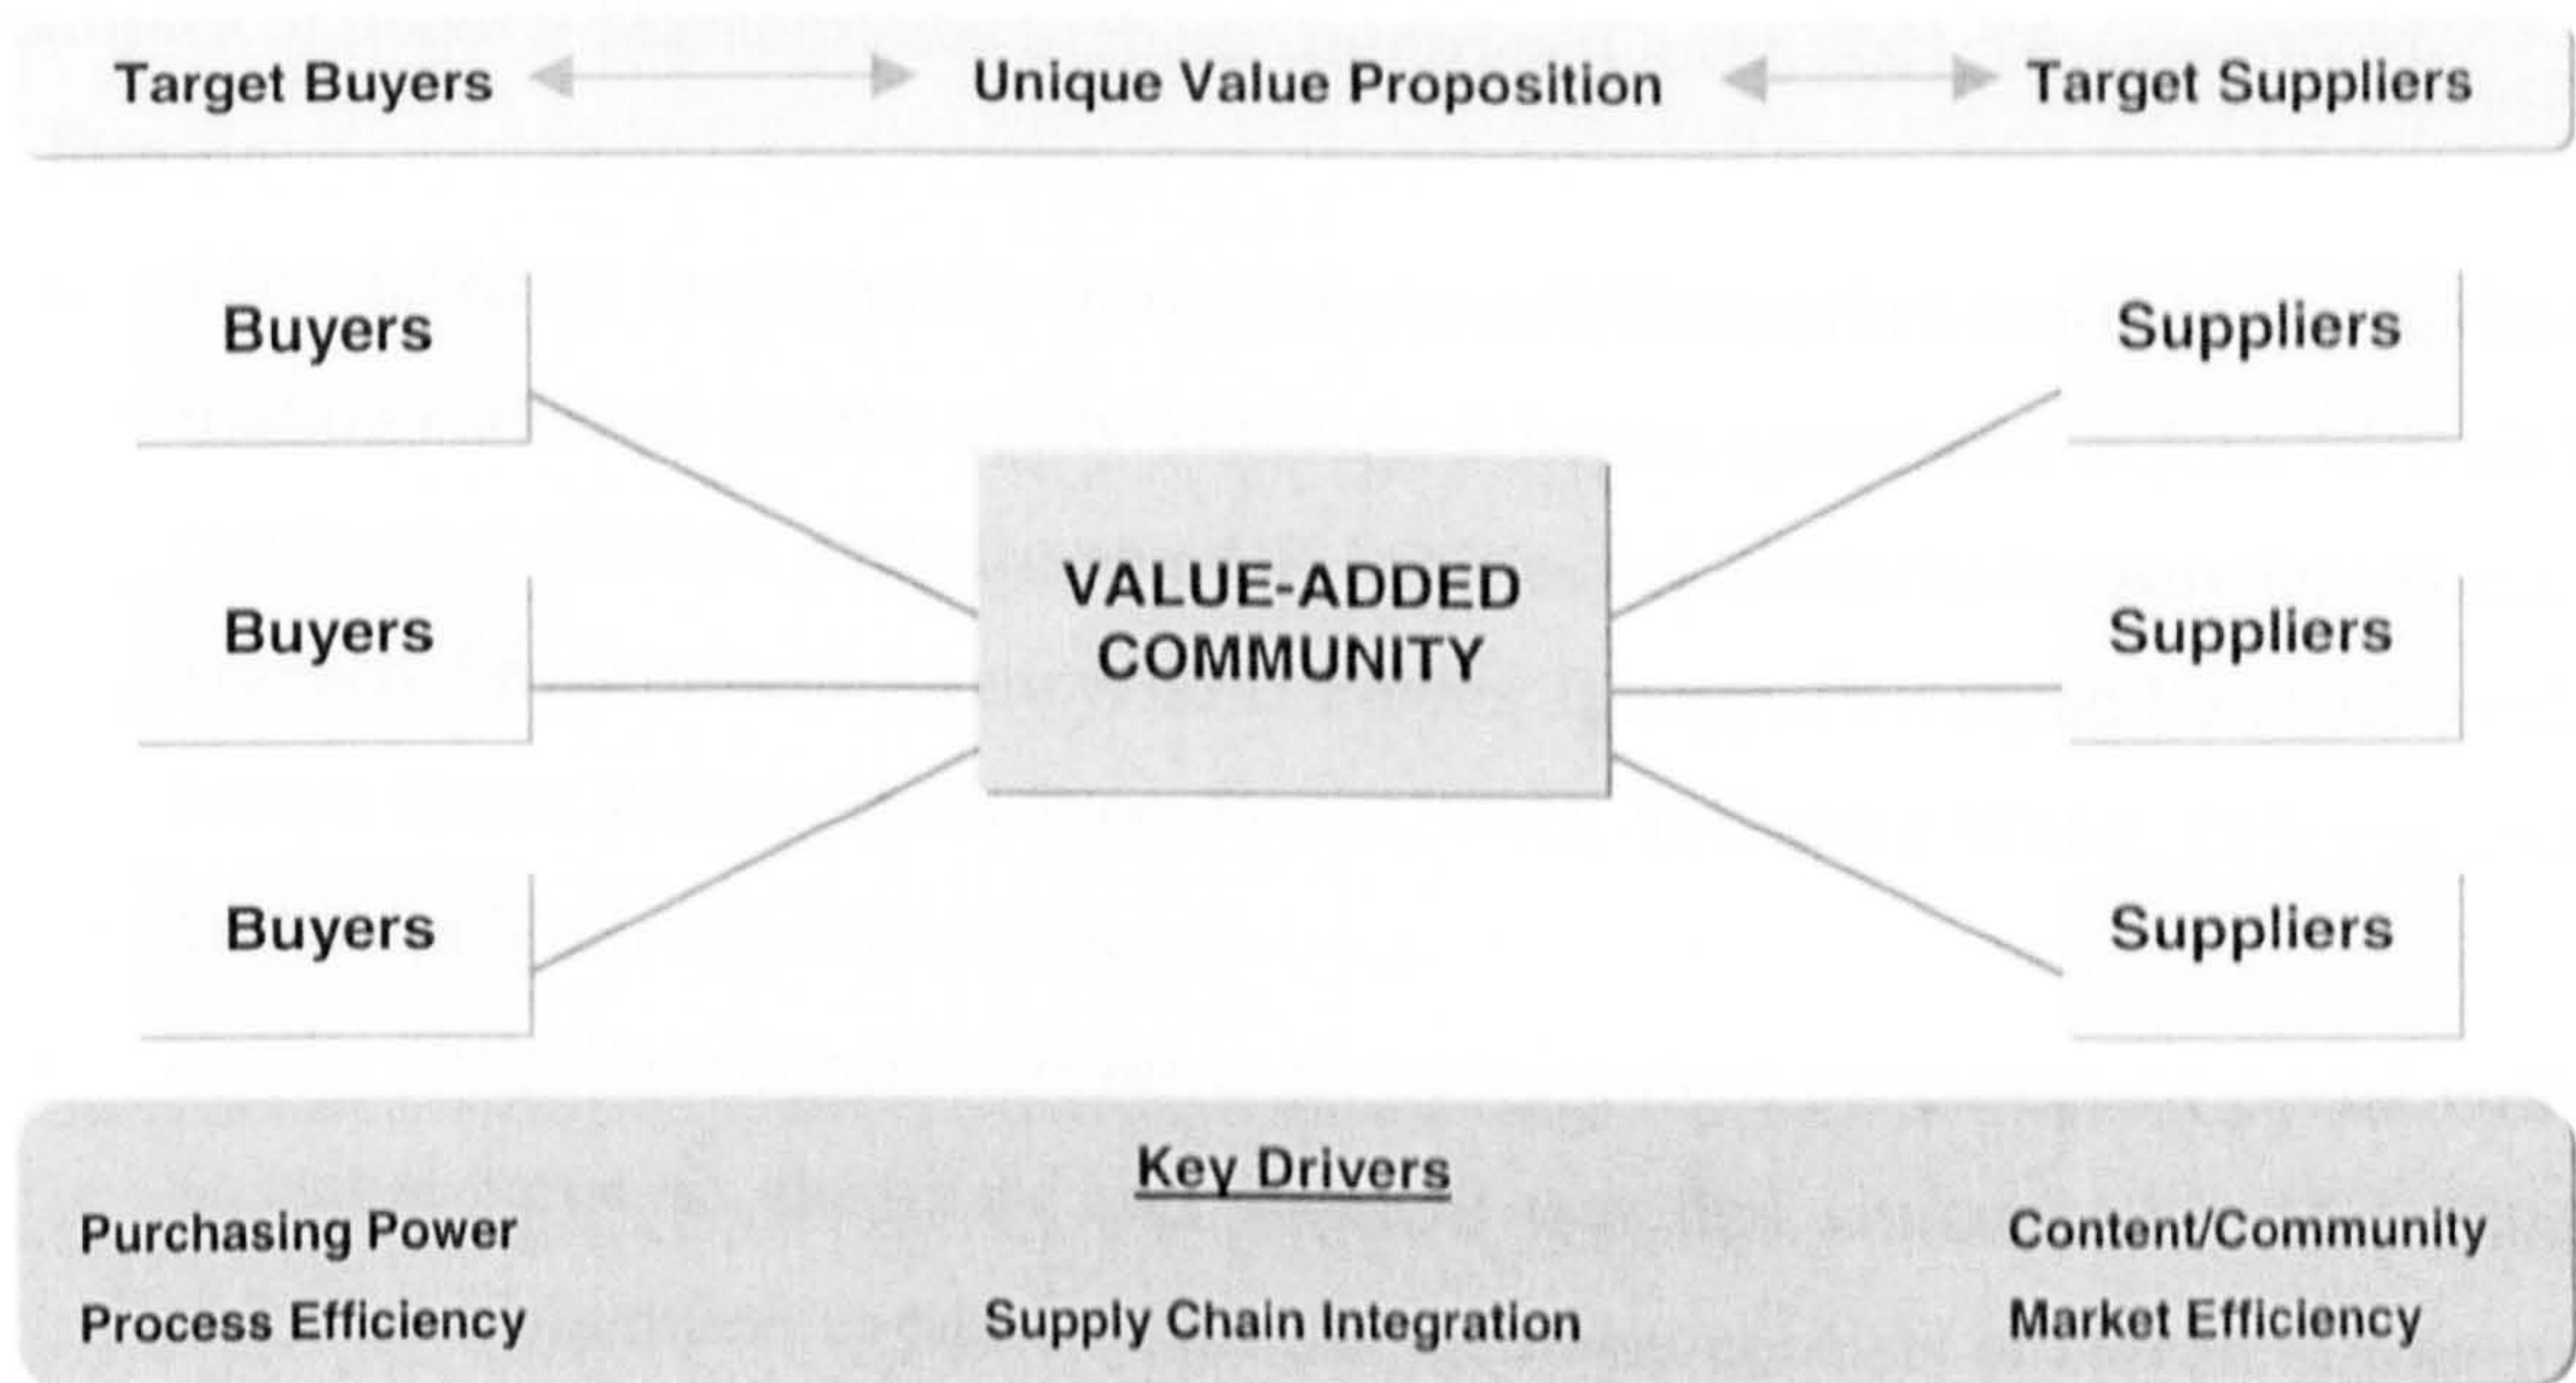 Target Buyers Unique Value Proposition Target Suppliers
Buyers Suppliers
VALUE-ADDED
COMMUNITY
Buyers Suppliers
Buyers Suppliers
Key Drivers
Purchasing Power Content/Community
Process Efficiency Supply Chain Integration Market Efficiency